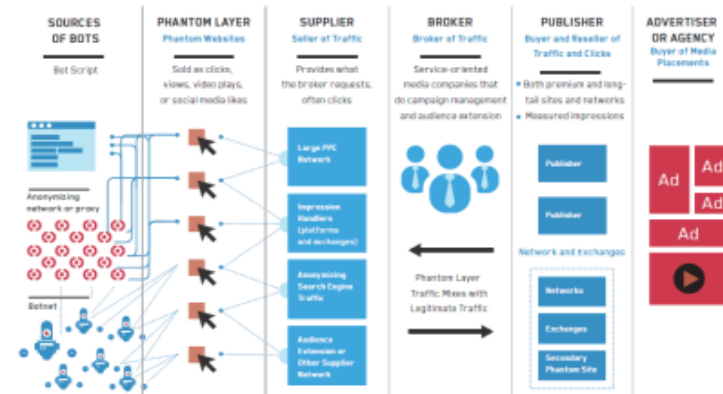 SOURCES
OF BOTS
Bot Script
Anonymizing
network or proxy
Botnet
PHANTOM LAYER
Phantom Websites
Sold as clicks,
views, video plays,
or social media likes
SUPPLIER
Seller of Traffic
Provides what
the broker requests,
often clicks
Large PPC
Network
Impression
Handlers
(platforms
and exchanges)
Anonymizing
Search Engine
Traffic
Audience
Extension or
Other Supplier
Network
BROKER
Broker of Traffic
Service-oriented
media companies that
do campaign management
and audience extension
Phantom Layer
Traffic Mixes with
Legitimate Traffic
PUBLISHER
Buyer and Reseller of
Traffic and Clicks
• Both premium and long-
tail sites and networks
• Measured impressions
Publisher
Publisher
Network and Exchanges
Networks
Exchanges
Secondary
Phantom Site
ADVERTISER
OR AGENCY
Buyer of Media
Placements
Ad
Ad
Ad
Ad